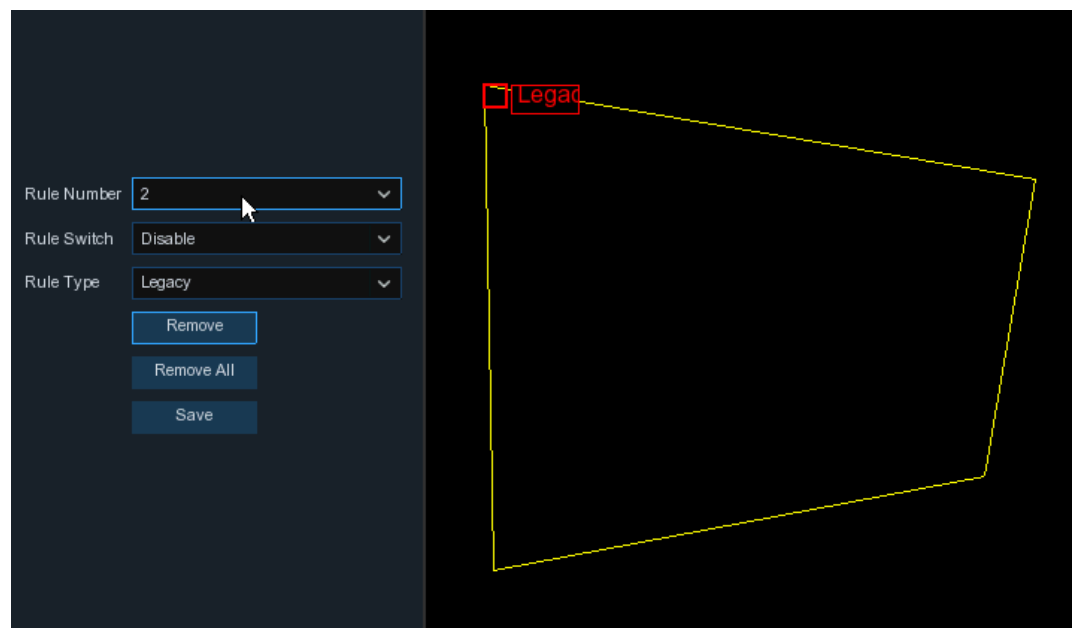 Legac
Rule Number 2
Rule Switch Disable
Rule Type Legacy
Remove
Remove All
Save